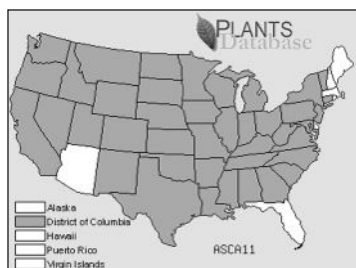 PLANTS
Database
Alaska
District of Columbia
Hawaii
Puerto Rico
Virgin Islands
ASCA11